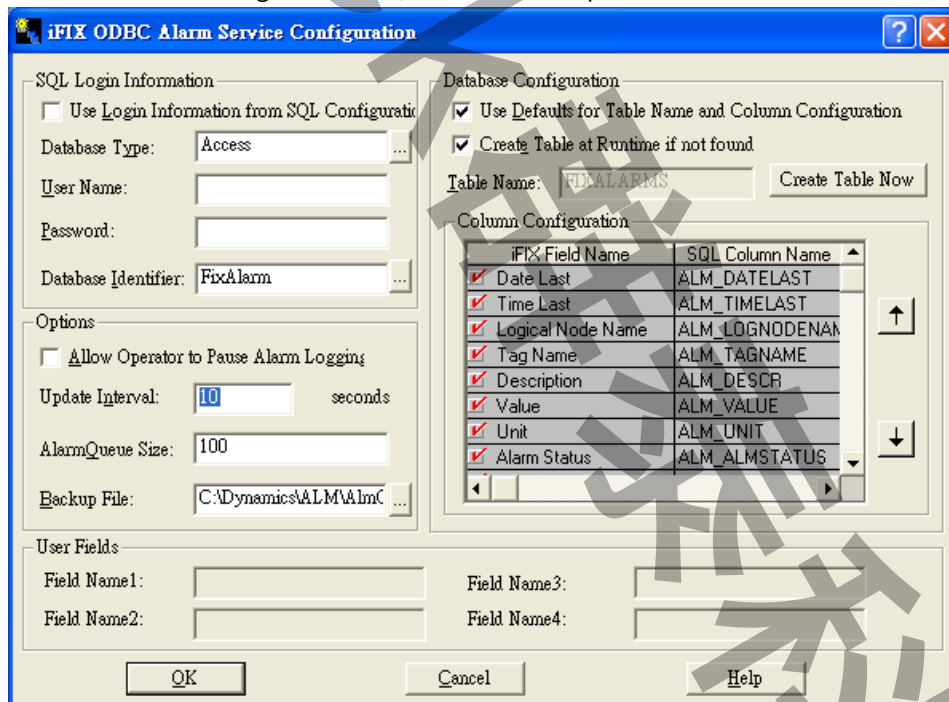 iFIX ODBC Alarm Service Configuration
SQL Login Information
Use Login Information from SQL Configuratic
Database Type: Access ...
User Name:
Password:
Database Identifier: FixAlarm ...
Options
Allow Operator to Pause Alarm Logging
Update Interval: 10 seconds
AlarmQueue Size: 100
Backup File: C:\Dynamics\ALM\AlmC ...
Database Configuration
Use Defaults for Table Name and Column Configuration
Create Table at Runtime if not found
Table Name: FIXALARMS Create Table Now
Column Configuration
iFIX Field Name SQL Column Name
Date Last ALM_DATELAST
Time Last ALM_TIMELAST
Logical Node Name ALM_LOGNODENAM
Tag Name ALM_TAGNAME
Description ALM_DESCR
Value ALM_VALUE
Unit ALM_UNIT
Alarm Status ALM_ALMSTATUS
User Fields
Field Name1: Field Name3:
Field Name2: Field Name4:
OK Cancel Help